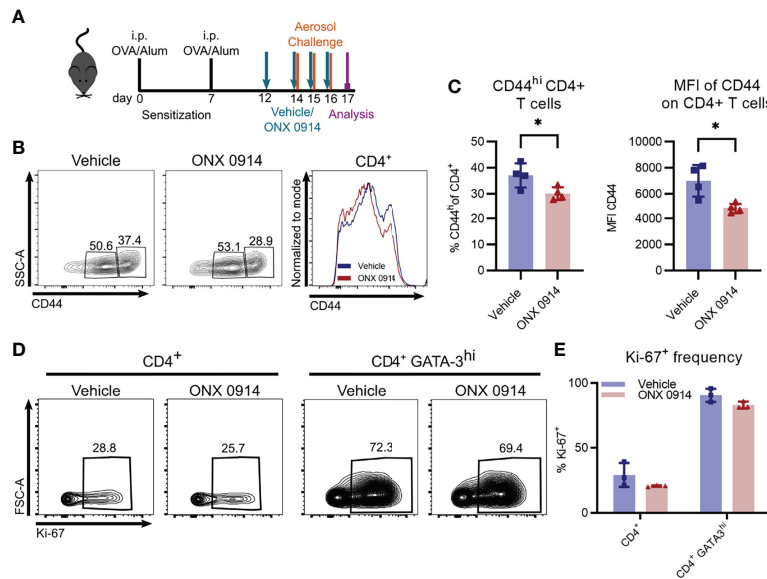 A
i.p.
OVA/Alum
i.p.
OVA/Alum
Aerosol
Challenge
day 0 7 12 14 15 16 17
Sensitization
Vehicle/
ONX 0914
Analysis
B
Vehicle
ONX 0914
CD4⁺
SSC-A
50.6 37.4
53.1 28.9
CD44
Normalized to mode
Vehicle
ONX 0914
CD44
C
CD44hi CD4+
T cells
*
% CD44hi of CD4⁺
50
40
30
20
10
0
Vehicle
ONX 0914
MFI of CD44
on CD4+ T cells
*
MFI CD44
10000
8000
6000
4000
2000
0
Vehicle
ONX 0914
D
CD4⁺
CD4⁺ GATA-3hi
Vehicle
ONX 0914
Vehicle
ONX 0914
FSC-A
28.8
25.7
72.3
69.4
Ki-67
E
Ki-67⁺ frequency
Vehicle
ONX 0914
% Ki-67⁺
100
50
0
CD4⁺
CD4⁺ GATA3hi